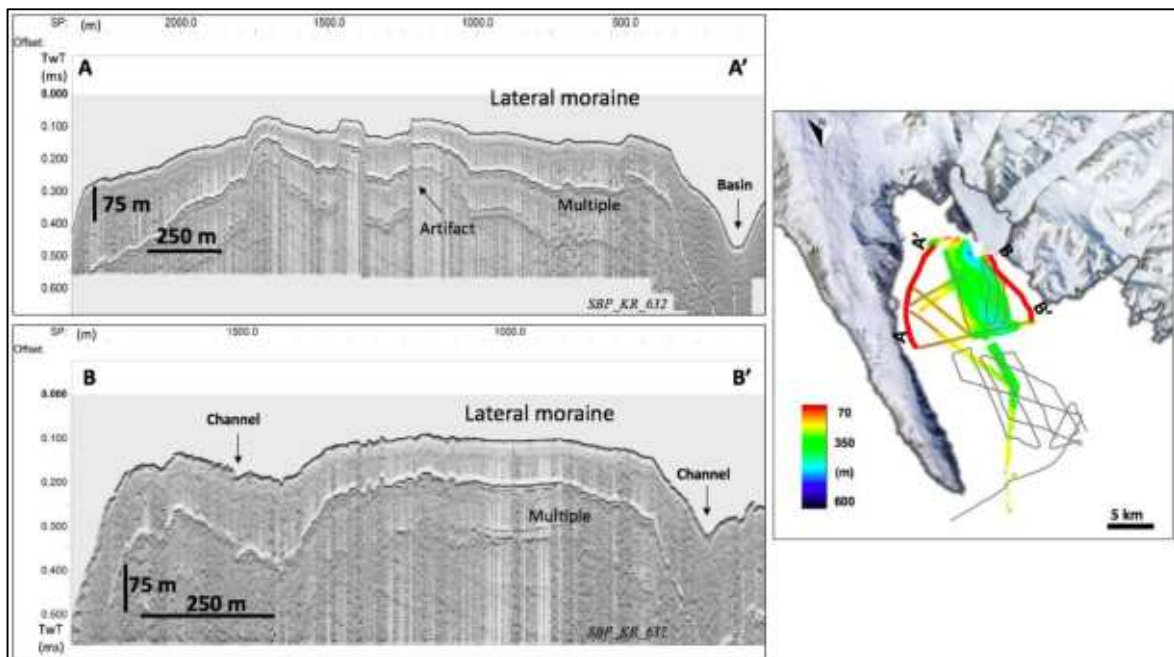 SP: (m) 2000.0 1500.0 1000.0 500.0
Offset:
TwT
(ms)
A A'
Lateral moraine
0.000
0.100
0.200
0.300
0.400
0.500
0.600
75 m
250 m
Artifact
Multiple
Basin
SBP_KR_632
SP: (m) 1500.0 1000.0
Offset:
B B'
Lateral moraine
0.000
0.100
0.200
0.300
0.400
0.500
0.600
TwT
(ms)
Channel
Channel
Multiple
75 m
250 m
SBP_KR_631
N
A'
A
B
B'
70
350
(m)
600
5 km